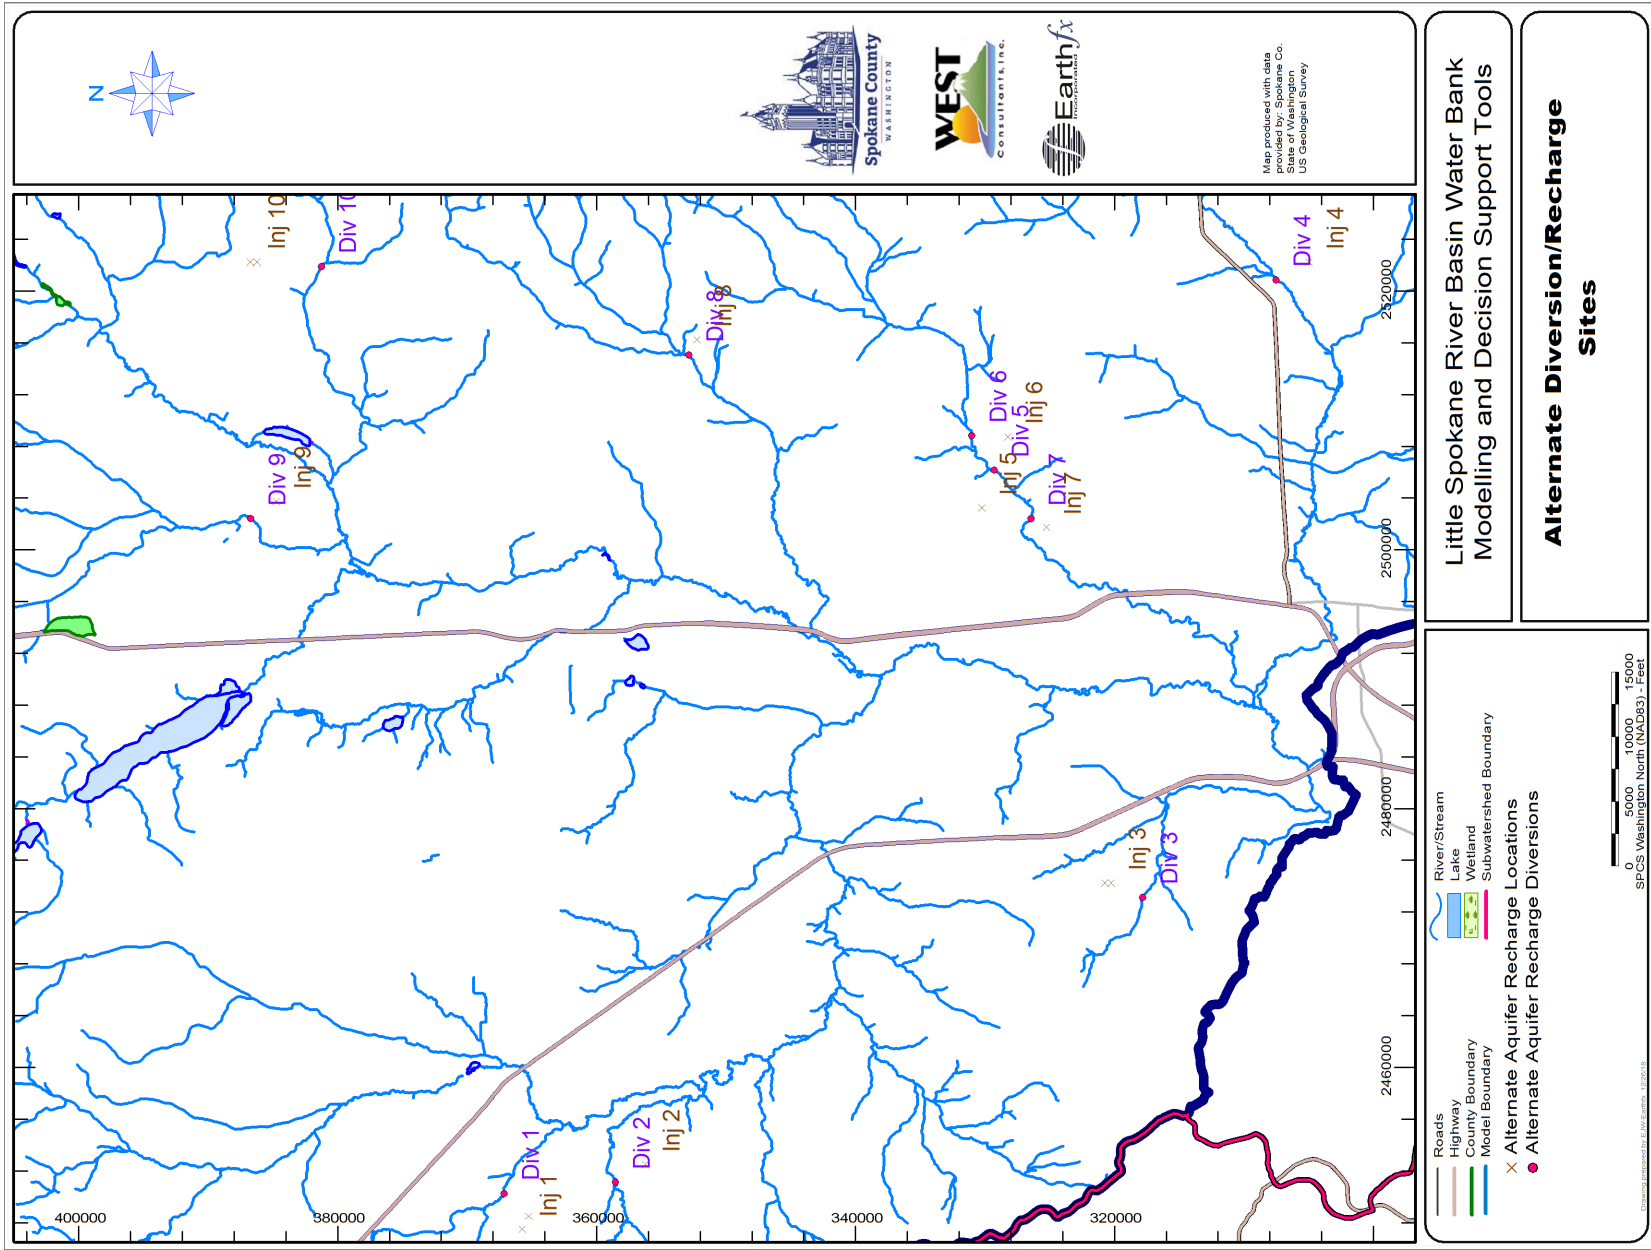 N
Spokane County
WASHINGTON
WEST
Consultants, Inc.
Earthfx
Incorporated
Map produced with data
provided by: Spokane Co.
State of Washington
US Geological Survey
Little Spokane River Basin Water Bank
Modelling and Decision Support Tools
Alternate Diversion/Recharge
Sites
Inj 10
Div 10
Div 9
Inj 9
Div 8
Inj 8
Div 6
Inj 6
Div 5
Inj 5
Div 7
Inj 7
Div 4
Inj 4
Inj 3
Div 3
Div 2
Inj 2
Div 1
Inj 1
400000
380000
360000
340000
320000
2460000
2480000
2500000
2520000
Roads
Highway
County Boundary
Model Boundary
River/Stream
Lake
Wetland
Subwatershed Boundary
Alternate Aquifer Recharge Locations
Alternate Aquifer Recharge Diversions
0 5000 10000 15000
SPCS Washington North (NAD83) - Feet